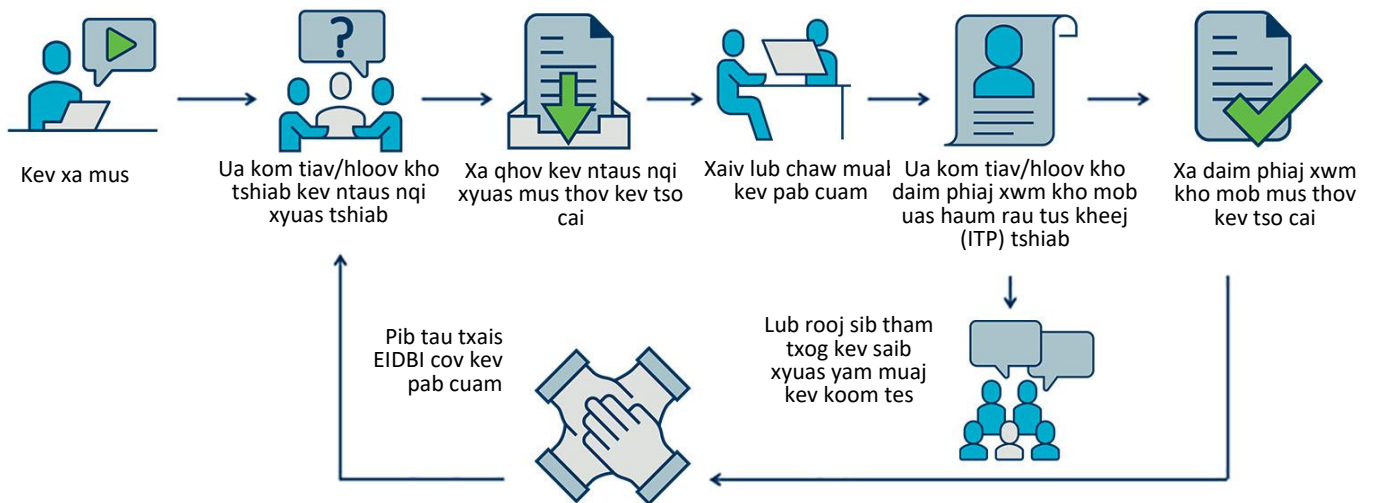 ?
Kev xa mus
Ua kom tiav/hloov kho
tshiab kev ntaus nqi
xyuas tshiab
Xa qhov kev ntaus nqi
xyuas mus thov kev tso
cai
Xaiv lub chaw muab
kev pab cuam
Ua kom tiav/hloov kho
daim phiaj xwm kho mob
uas haum rau tus kheej
(ITP) tshiab
Xa daim phiaj xwm
kho mob mus thov
kev tso cai
Pib tau txais
EIDBI cov kev
pab cuam
Lub rooj sib tham
txog kev saib
xyuas yam muaj
kev koom tes